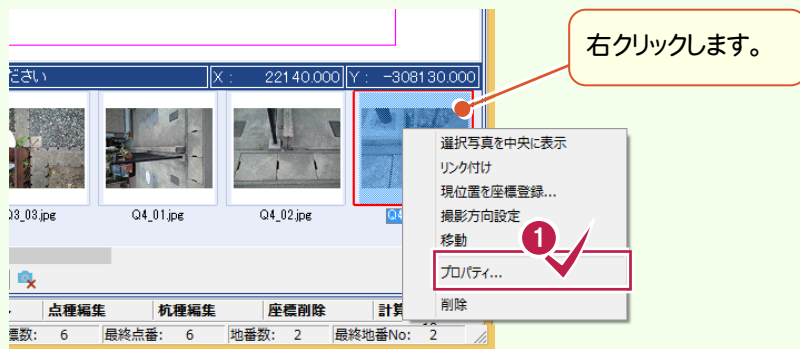 右クリックします。
ださい
X : 22140.000 Y : -308130.000
選択写真を中央に表示
リンク付け
現位置を座標登録...
撮影方向設定
移動
1
プロパティ...
削除
Q3_03.jpg Q4_01.jpg Q4_02.jpg Q4
点種編集 杭種編集 座標削除 計算
標数: 6 最終点番: 6 地番数: 2 最終地番No: 2